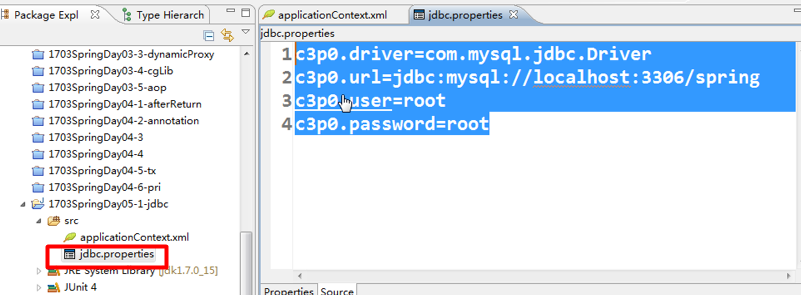 Package Expl
Type Hierarch
1703SpringDay03-3-dynamicProxy
1703SpringDay03-4-cgLib
1703SpringDay03-5-aop
1703SpringDay04-1-afterReturn
1703SpringDay04-2-annotation
1703SpringDay04-3
1703SpringDay04-4
1703SpringDay04-5-tx
1703SpringDay04-6-pri
1703SpringDay05-1-jdbc
src
applicationContext.xml
jdbc.properties
JRE System Library [jdk1.7.0_15]
JUnit 4
applicationContext.xml
jdbc.properties
jdbc.properties
1 c3p0.driver=com.mysql.jdbc.Driver
2 c3p0.url=jdbc:mysql://localhost:3306/spring
3 c3p0.user=root
4 c3p0.password=root
Properties Source